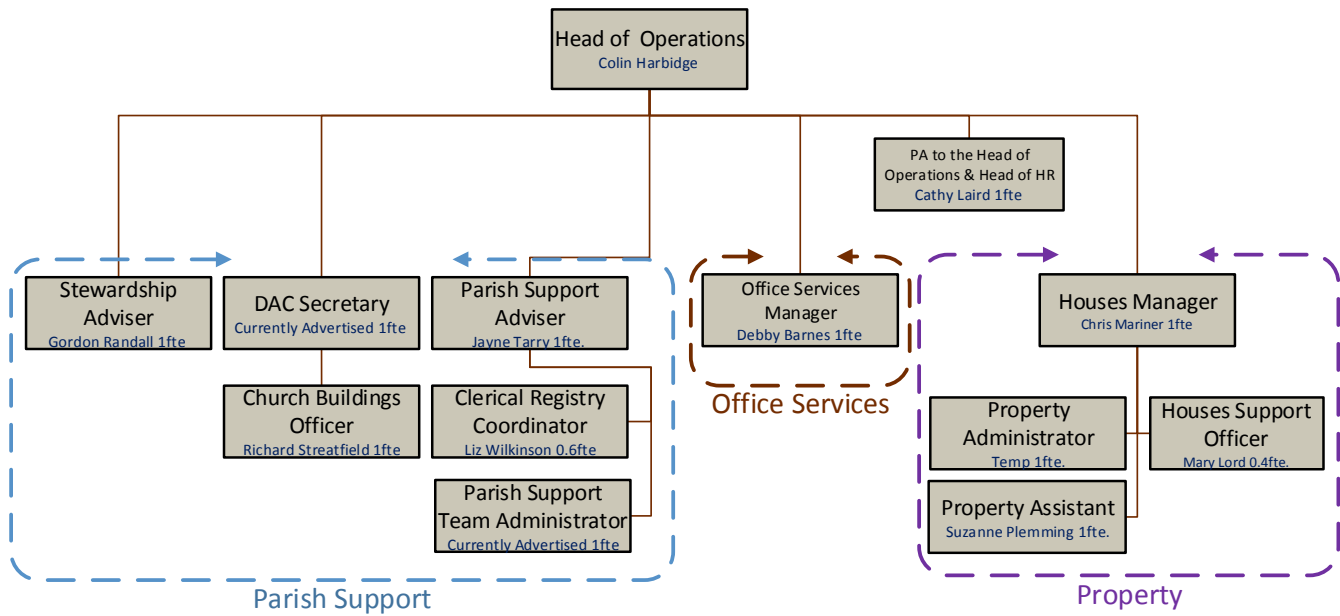 Head of Operations
Colin Harbidge
PA to the Head of
Operations & Head of HR
Cathy Laird 1fte
Stewardship
Adviser
Gordon Randall 1fte
DAC Secretary
Currently Advertised 1fte
Parish Support
Adviser
Jayne Tarry 1fte.
Office Services
Manager
Debby Barnes 1fte
Houses Manager
Chris Mariner 1fte
Church Buildings
Officer
Richard Streatfield 1fte
Clerical Registry
Coordinator
Liz Wilkinson 0.6fte
Property
Administrator
Temp 1fte.
Houses Support
Officer
Mary Lord 0.4fte.
Parish Support
Team Administrator
Currently Advertised 1fte
Property Assistant
Suzanne Plemming 1fte.
Parish Support
Office Services
Property